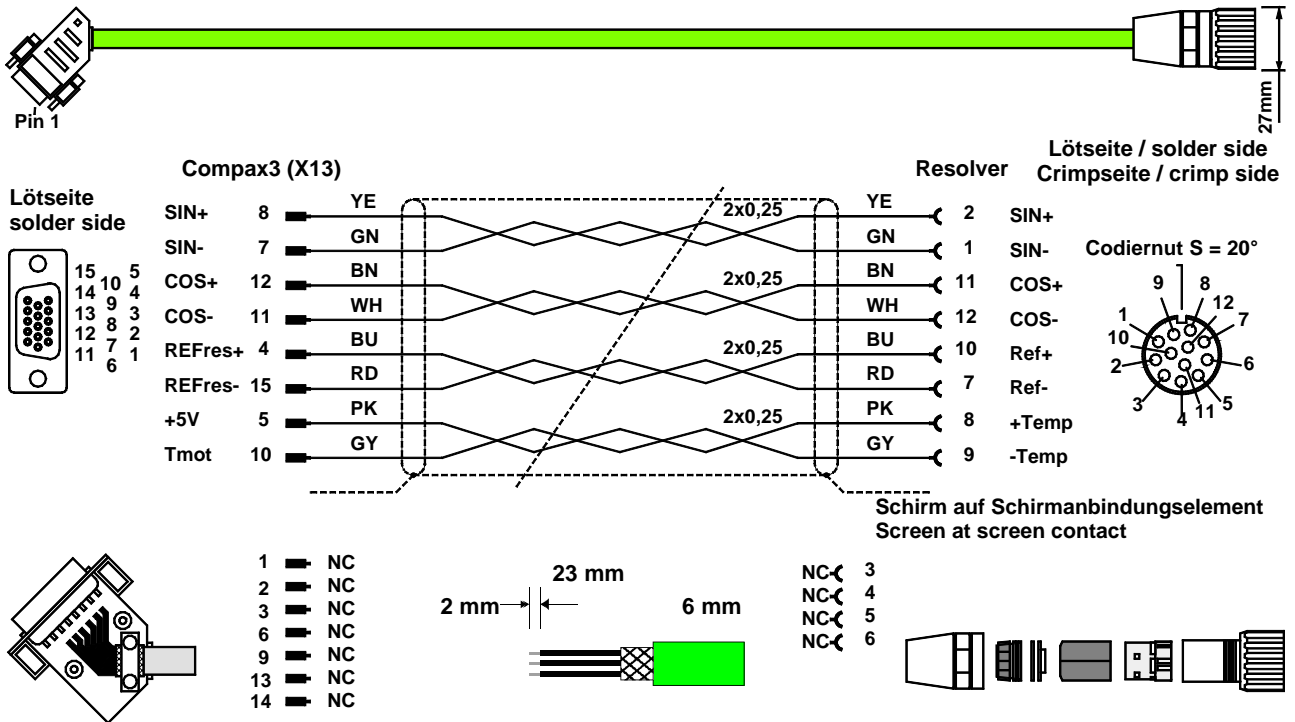 Pin 1
27mm
Compax3 (X13)
Resolver
Lötseite / solder side
Crimpseite / crimp side
Lötseite
solder side
SIN+ 8 YE 2x0,25 YE 2 SIN+
SIN- 7 GN GN 1 SIN-
COS+ 12 BN 2x0,25 BN 11 COS+
COS- 11 WH WH 12 COS-
REFres+ 4 BU 2x0,25 BU 10 Ref+
REFres- 15 RD RD 7 Ref-
+5V 5 PK 2x0,25 PK 8 +Temp
Tmot 10 GY GY 9 -Temp
15 10 5
14 9 4
13 8 3
12 7 2
11 6 1
Codiernut S = 20°
9 8
1 12 7
10
2 6
3 4 11 5
Schirm auf Schirmanbindungselement
Screen at screen contact
1 NC
2 NC
3 NC
6 NC
9 NC
13 NC
14 NC
23 mm
2 mm 6 mm
NC 3
NC 4
NC 5
NC 6